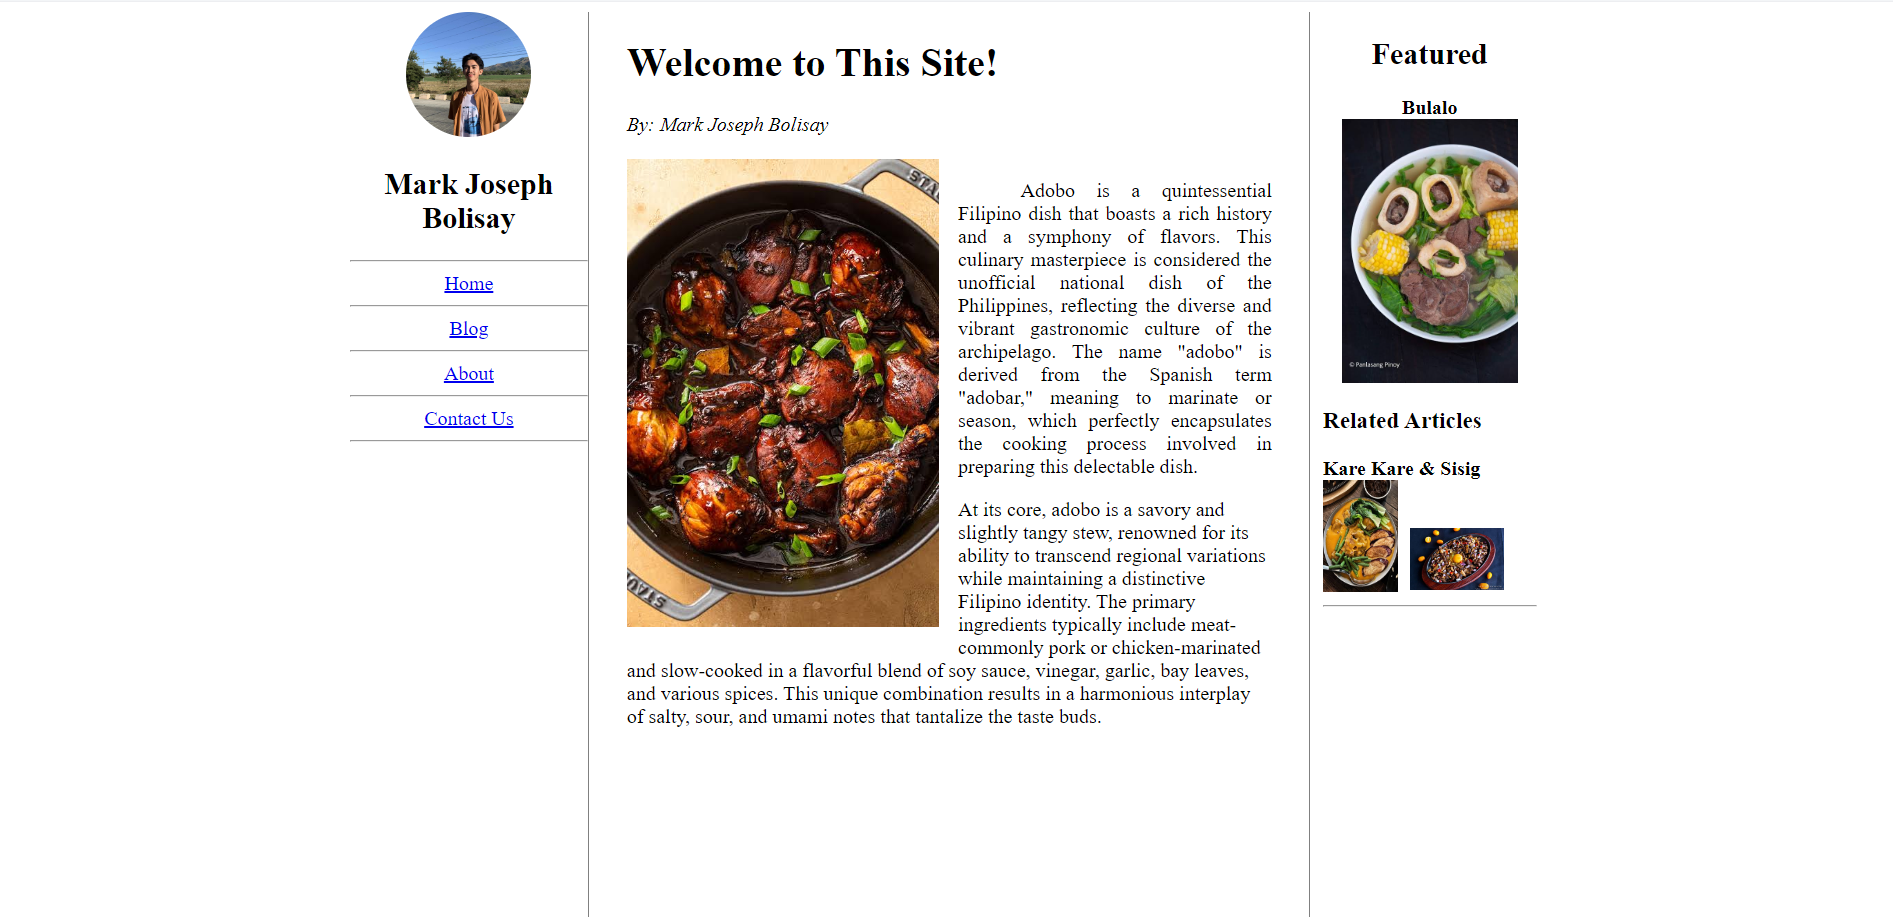 Mark Joseph
Bolisay
Home
Blog
About
Contact Us
Welcome to This Site!
By: Mark Joseph Bolisay
STA
STAU
Adobo is a quintessential
Filipino dish that boasts a rich history
and a symphony of flavors. This
culinary masterpiece is considered the
unofficial national dish of the
Philippines, reflecting the diverse and
vibrant gastronomic culture of the
archipelago. The name "adobo" is
derived from the Spanish term
"adobar," meaning to marinate or
season, which perfectly encapsulates
the cooking process involved in
preparing this delectable dish.
At its core, adobo is a savory and
slightly tangy stew, renowned for its
ability to transcend regional variations
while maintaining a distinctive
Filipino identity. The primary
ingredients typically include meat-
commonly pork or chicken-marinated
and slow-cooked in a flavorful blend of soy sauce, vinegar, garlic, bay leaves,
and various spices. This unique combination results in a harmonious interplay
of salty, sour, and umami notes that tantalize the taste buds.
Featured
Bulalo
© Panlasang Pinoy
Related Articles
Kare Kare & Sisig